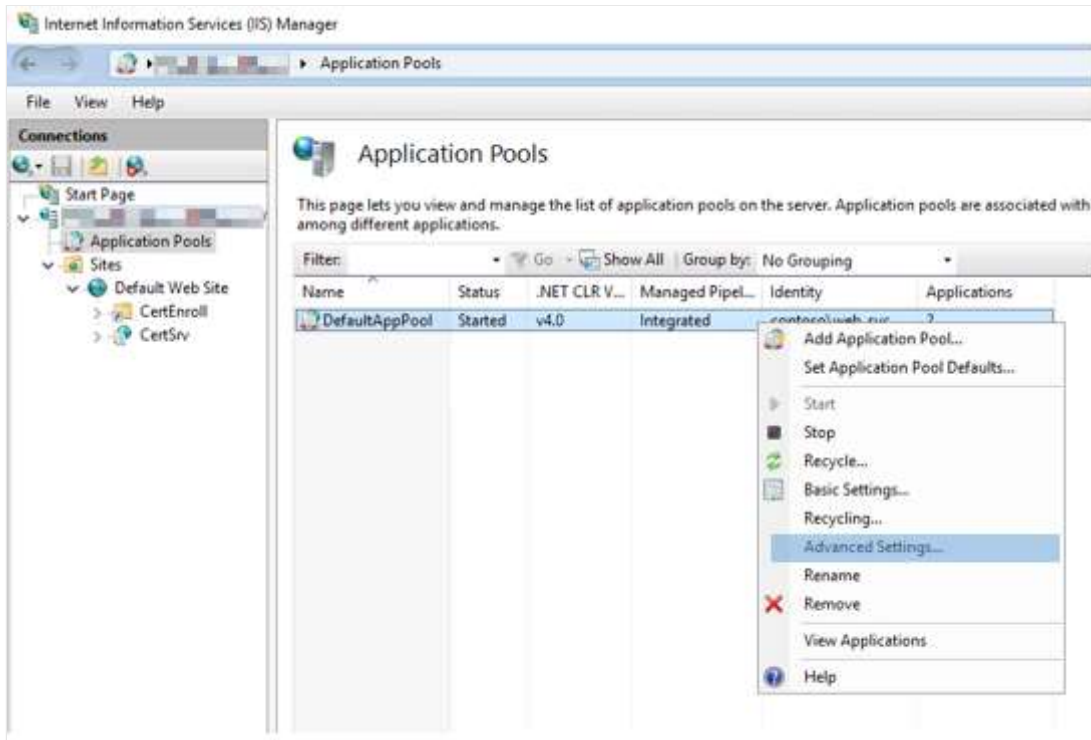 Internet Information Services (IIS) Manager
Application Pools
File View Help
Connections
Start Page
Application Pools
Sites
Default Web Site
CertEnroll
CertSrv
Application Pools
This page lets you view and manage the list of application pools on the server. Application pools are associated with
among different applications.
Filter: Go Show All Group by: No Grouping
Name Status .NET CLR V... Managed Pipel... Identity Applications
DefaultAppPool Started v4.0 Integrated
Add Application Pool...
Set Application Pool Defaults...
Start
Stop
Recycle...
Basic Settings...
Recycling...
Advanced Settings...
Rename
Remove
View Applications
Help